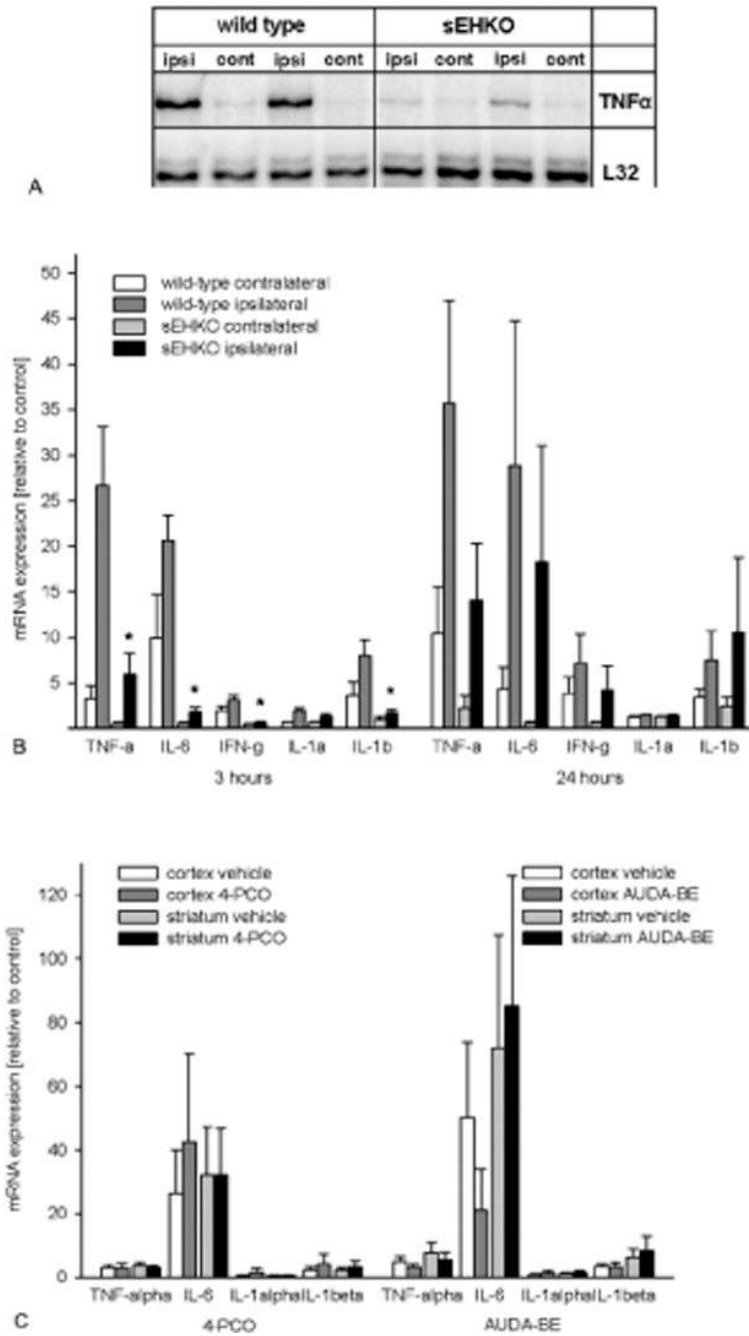 wild type sEHKO
ipsi cont ipsi cont ipsi cont ipsi cont
TNFα
L32
A
50
45
40
35
30
25
20
15
10
5
mRNA expression [relative to control]
wild-type contralateral
wild-type ipsilateral
sEHKO contralateral
sEHKO ipsilateral
* * * *
TNF-a IL-6 IFN-g IL-1a IL-1b TNF-a IL-6 IFN-g IL-1a IL-1b
3 hours 24 hours
B
120
100
80
60
40
20
0
mRNA expression [relative to control]
cortex vehicle
cortex 4-PCO
striatum vehicle
striatum 4-PCO
cortex vehicle
cortex AUDA-BE
striatum vehicle
striatum AUDA-BE
TNF-alpha IL-6 IL-1alpha IL-1beta TNF-alpha IL-6 IL-1alpha IL-1beta
4-PCO AUDA-BE
C